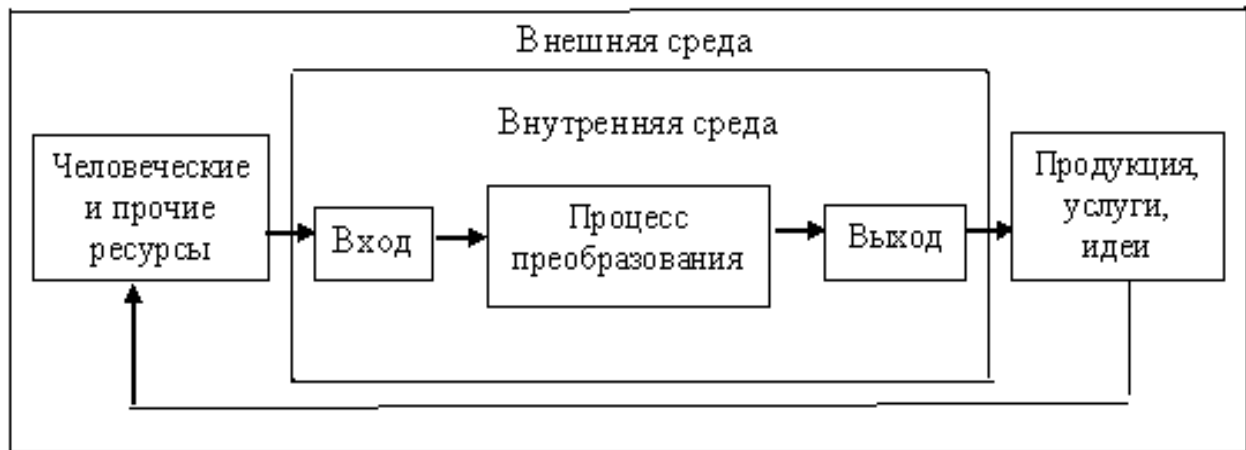 Внешняя среда
Внутренняя среда
Человеческие
и прочие
ресурсы
Вход
Процесс
преобразования
Выход
Продукция,
услуги,
идеи